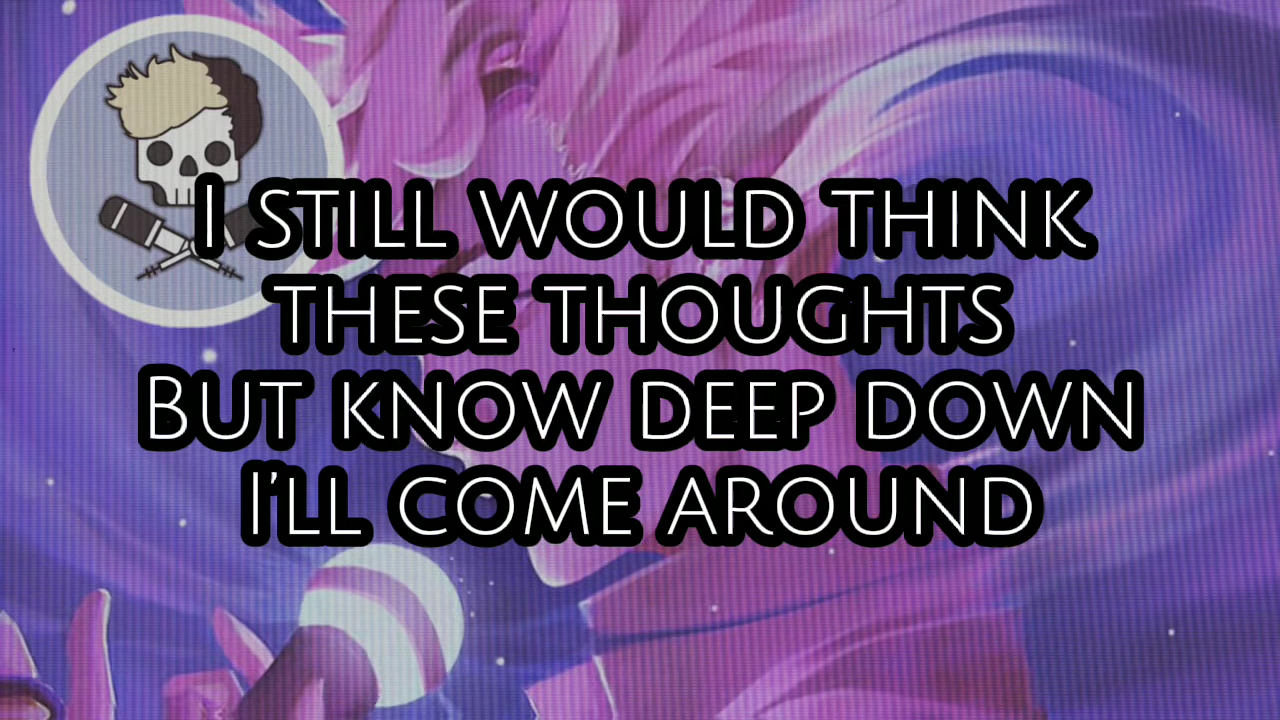 I still would think
these thoughts
But know deep down
I'll come around